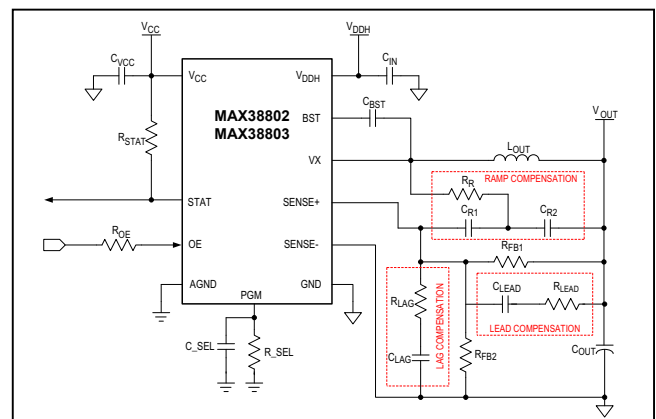 VCC
VDDH
CVCC
CIN
VCC
VDDH
MAX38802
MAX38803
BST
CBST
VOUT
RSTAT
VX
LOUT
RR
RAMP COMPENSATION
STAT
SENSE+
CR1
CR2
ROE
OE
SENSE-
RFB1
AGND
GND
PGM
RLAG
CLEAD
RLEAD
LEAD COMPENSATION
LAG COMPENSATION
C_SEL
R_SEL
CLAG
RFB2
COUT